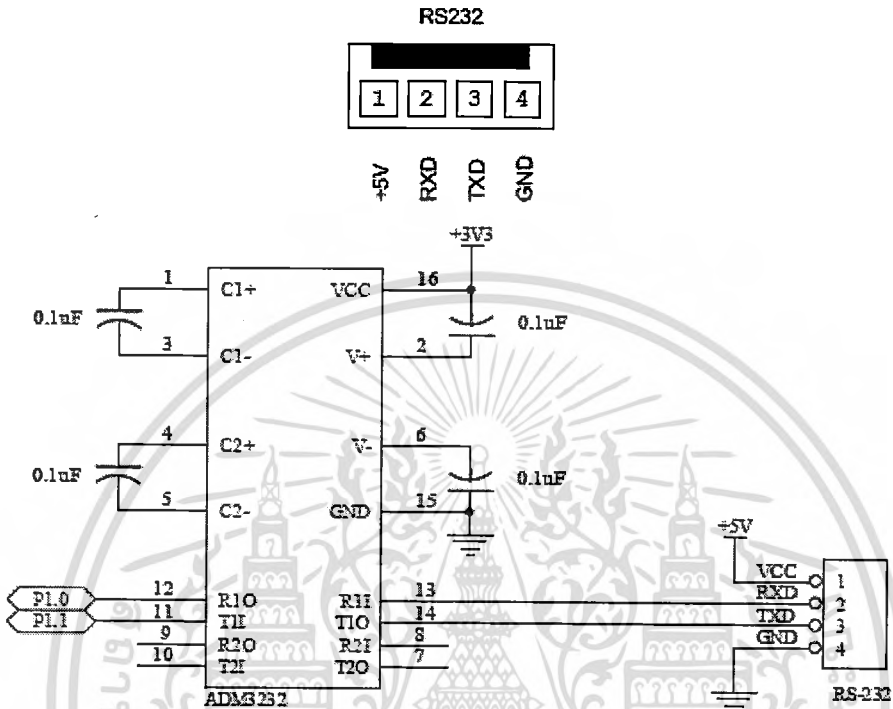 RS232
1 2 3 4
+5V RXD TXD GND
+3V3
1 C1+ VCC 16
0.1uF 0.1uF
3 C1- V+ 2
4 C2+ V- 6
0.1uF 0.1uF
5 C2- GND 15
+5V
VCC 1
P1.0 12 R1O R1I 13 RXD 2
P1.1 11 T1I T1O 14 TXD 3
9 R2O R2I 8 GND 4
10 T2I T2O 7
ADM3232 RS-232